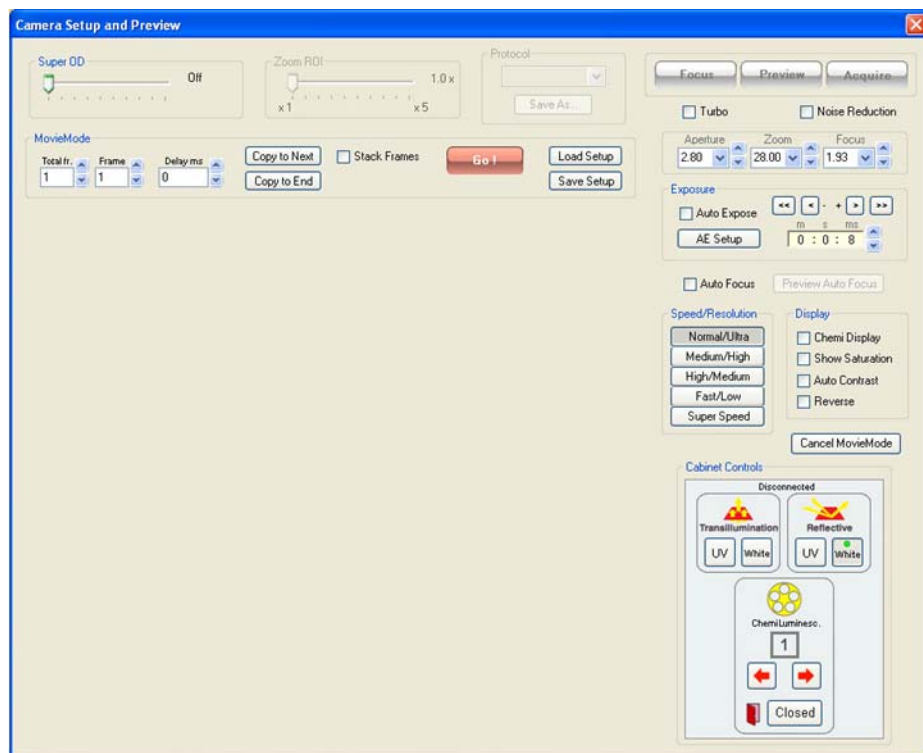 Camera Setup and Preview
Super OD
Off
Zoom ROI
1.0 x
x1 x5
Protocol
Save As...
Focus Preview Acquire
Turbo Noise Reduction
MovieMode
Total fr. Frame Delay ms
1 1 0
Copy to Next
Copy to End
Stack Frames
Go !
Load Setup
Save Setup
Aperture Zoom Focus
2.80 28.00 1.93
Exposure
Auto Expose
<< < - + > >>
AE Setup
m s ms
0 : 0 : 8
Auto Focus Preview Auto Focus
Speed/Resolution
Normal/Ultra
Medium/High
High/Medium
Fast/Low
Super Speed
Display
Chemi Display
Show Saturation
Auto Contrast
Reverse
Cancel MovieMode
Cabinet Controls
Disconnected
Transillumination
UV White
Reflective
UV White
ChemiLuminesc.
1
Closed